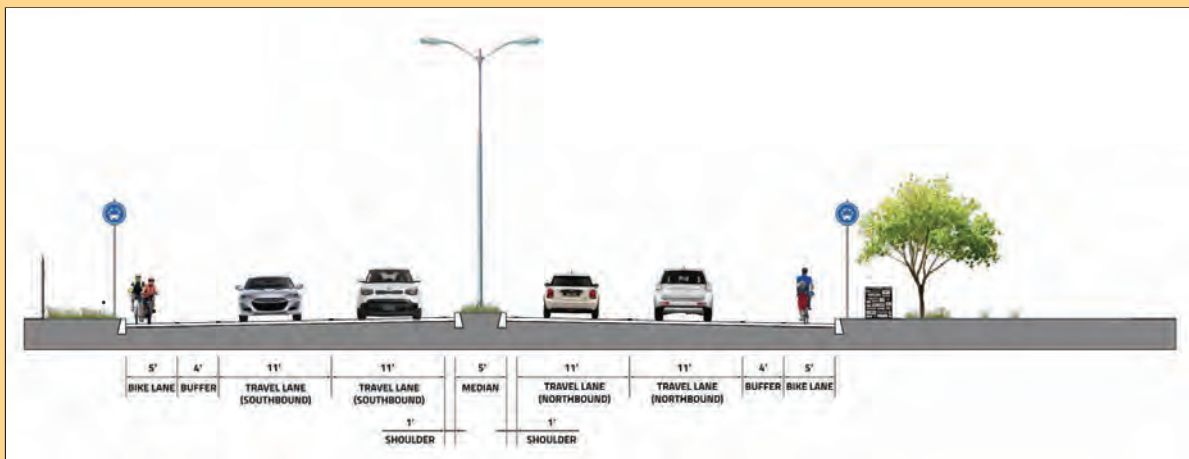 5' 4' 11' 11' 5' 11' 11' 4' 5'
BIKE LANE BUFFER TRAVEL LANE TRAVEL LANE MEDIAN TRAVEL LANE TRAVEL LANE BUFFER BIKE LANE
(SOUTHBOUND) (SOUTHBOUND) (NORTHBOUND) (NORTHBOUND)
1' 1'
SHOULDER SHOULDER